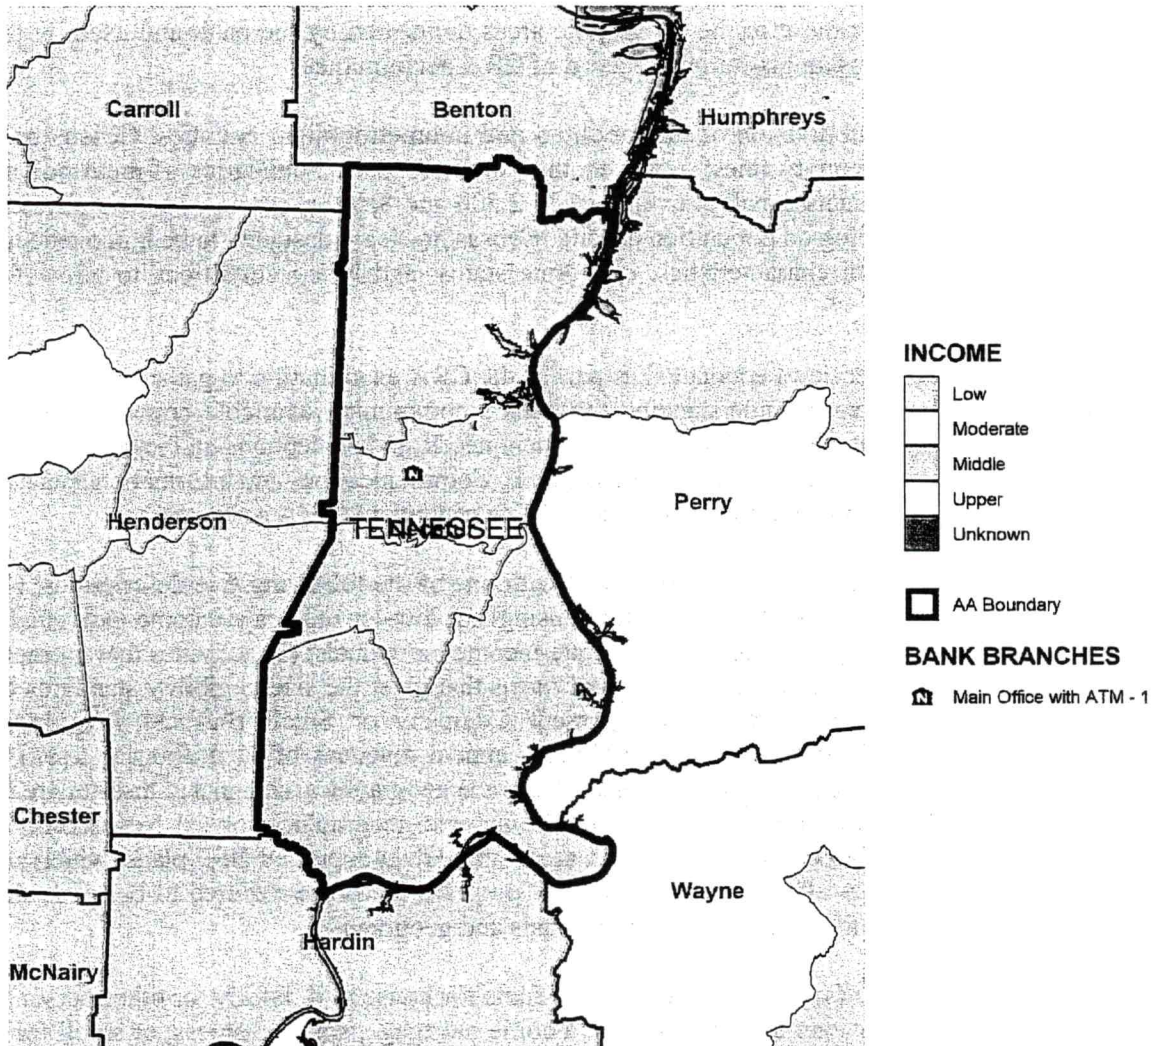 Carroll
Benton
Humphreys
Perry
Henderson
TENNESSEE
Chester
Wayne
Hardin
McNairy
INCOME
Low
Moderate
Middle
Upper
Unknown
AA Boundary
BANK BRANCHES
N Main Office with ATM - 1